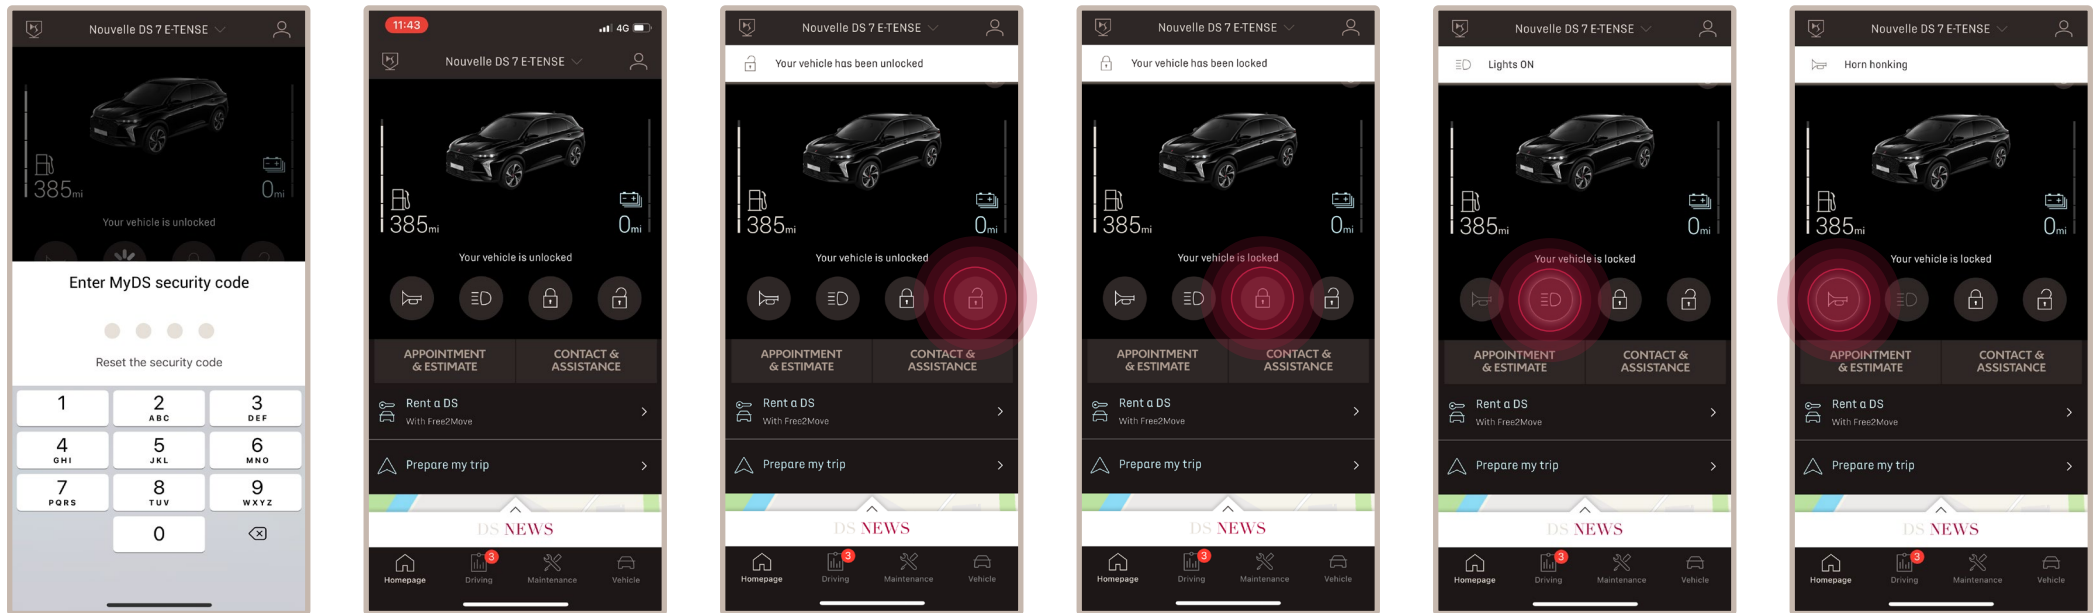 Nouvelle DS 7 E-TENSE
385mi
0mi
Your vehicle is unlocked
Enter MyDS security code
Reset the security code
1
2
ABC
3
DEF
4
GHI
5
JKL
6
MNO
7
PQRS
8
TUV
9
WXYZ
0
11:43
4G
Nouvelle DS 7 E-TENSE
385mi
0mi
Your vehicle is unlocked
APPOINTMENT
& ESTIMATE
CONTACT &
ASSISTANCE
Rent a DS
With Free2Move
Prepare my trip
DS NEWS
3
Homepage
Driving
Maintenance
Vehicle
Nouvelle DS 7 E-TENSE
Your vehicle has been unlocked
385mi
0mi
Your vehicle is unlocked
APPOINTMENT
& ESTIMATE
CONTACT &
ASSISTANCE
Rent a DS
With Free2Move
Prepare my trip
DS NEWS
3
Homepage
Driving
Maintenance
Vehicle
Nouvelle DS 7 E-TENSE
Your vehicle has been locked
385mi
0mi
Your vehicle is locked
APPOINTMENT
& ESTIMATE
CONTACT &
ASSISTANCE
Rent a DS
With Free2Move
Prepare my trip
DS NEWS
3
Homepage
Driving
Maintenance
Vehicle
Nouvelle DS 7 E-TENSE
Lights ON
385mi
0mi
Your vehicle is locked
APPOINTMENT
& ESTIMATE
CONTACT &
ASSISTANCE
Rent a DS
With Free2Move
Prepare my trip
DS NEWS
3
Homepage
Driving
Maintenance
Vehicle
Nouvelle DS 7 E-TENSE
Horn honking
385mi
0mi
Your vehicle is locked
APPOINTMENT
& ESTIMATE
CONTACT &
ASSISTANCE
Rent a DS
With Free2Move
Prepare my trip
DS NEWS
3
Homepage
Driving
Maintenance
Vehicle